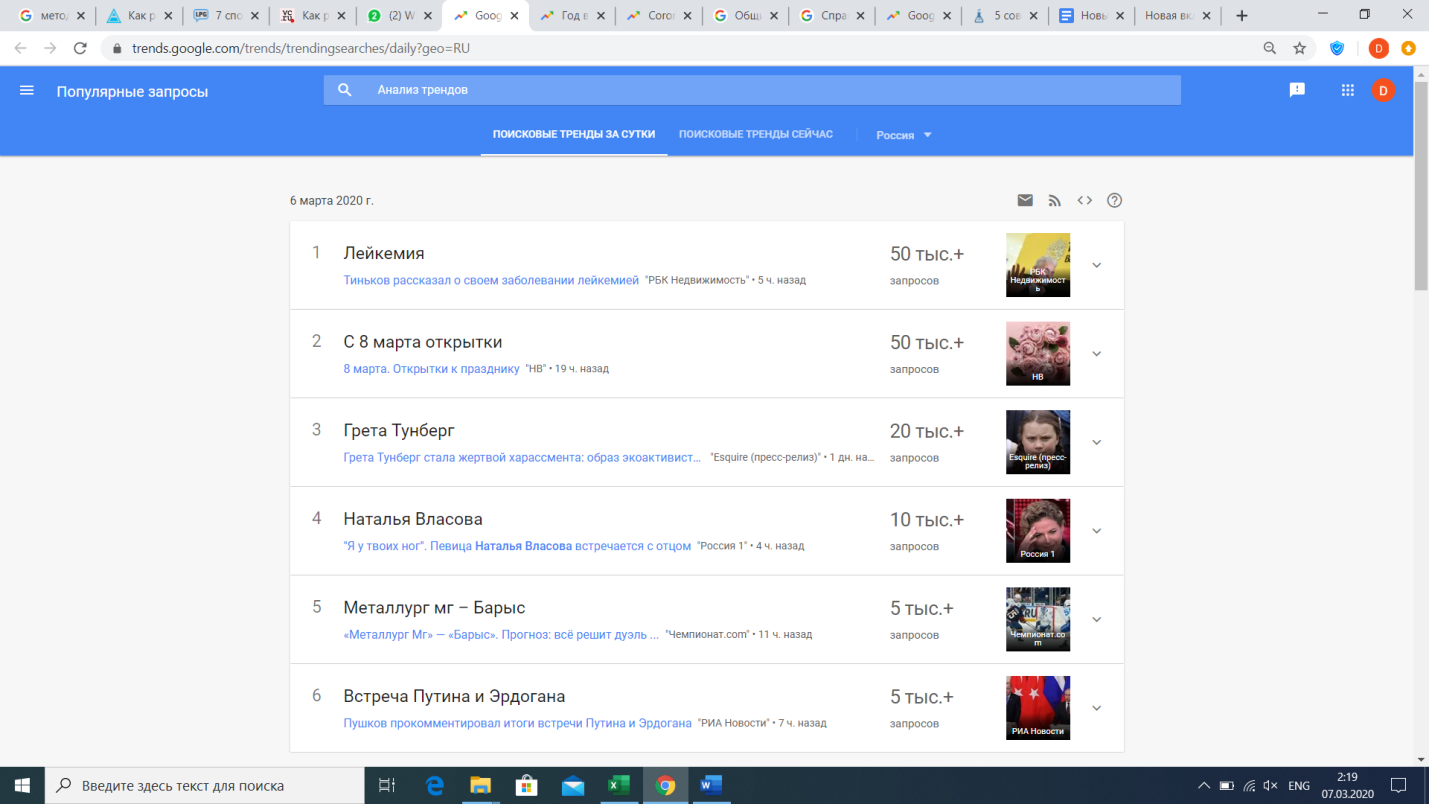 метод
Как р
7 спо
Как р
(2) W
Goog
Год в
Coro
Общи
Спра
Goog
5 сов
Новы
Новая вкл
trends.google.com/trends/trendingsearches/daily?geo=RU
D
Популярные запросы
Анализ трендов
D
ПОИСКОВЫЕ ТРЕНДЫ ЗА СУТКИ
ПОИСКОВЫЕ ТРЕНДЫ СЕЙЧАС
Россия
6 марта 2020 г.
1
Лейкемия
50 тыс.+
Тиньков рассказал о своем заболевании лейкемией "РБК Недвижимость" • 5 ч. назад
запросов
РБК
Недвижимост
ь
2
С 8 марта открытки
50 тыс.+
8 марта. Открытки к празднику "НВ" • 19 ч. назад
запросов
НВ
3
Грета Тунберг
20 тыс.+
Грета Тунберг стала жертвой харассмента: образ экоактивист... "Esquire (пресс-релиз)" • 1 дн. на...
запросов
Esquire (пресс-
релиз)
4
Наталья Власова
10 тыс.+
"Я у твоих ног". Певица Наталья Власова встречается с отцом "Россия 1" • 4 ч. назад
запросов
Россия 1
5
Металлург мг – Барыс
5 тыс.+
«Металлург Мг» — «Барыс». Прогноз: всё решит дуэль ... "Чемпионат.com" • 11 ч. назад
запросов
Чемпионат.co
m
6
Встреча Путина и Эрдогана
5 тыс.+
Пушков прокомментировал итоги встречи Путина и Эрдогана "РИА Новости" • 7 ч. назад
запросов
РИА Новости
Введите здесь текст для поиска
ENG
2:19
07.03.2020